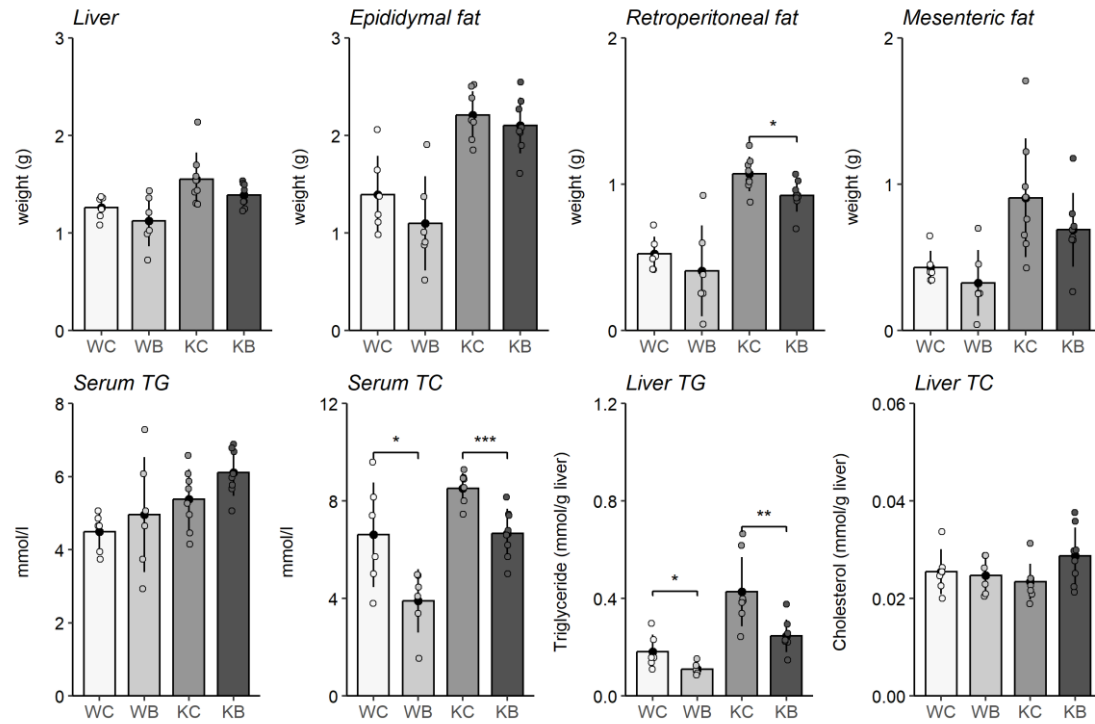 Liver
weight (g)
3
2
1
0
WC WB KC KB
Epididymal fat
weight (g)
3
2
1
0
WC WB KC KB
Retroperitoneal fat
weight (g)
2
1
0
*
WC WB KC KB
Mesenteric fat
weight (g)
2
1
0
WC WB KC KB
Serum TG
mmol/l
8
6
4
2
0
WC WB KC KB
Serum TC
mmol/l
12
8
4
0
* ***
WC WB KC KB
Liver TG
Triglyceride (mmol/g liver)
1.2
0.8
0.4
0.0
**
*
WC WB KC KB
Liver TC
Cholesterol (mmol/g liver)
0.06
0.04
0.02
0.00
WC WB KC KB